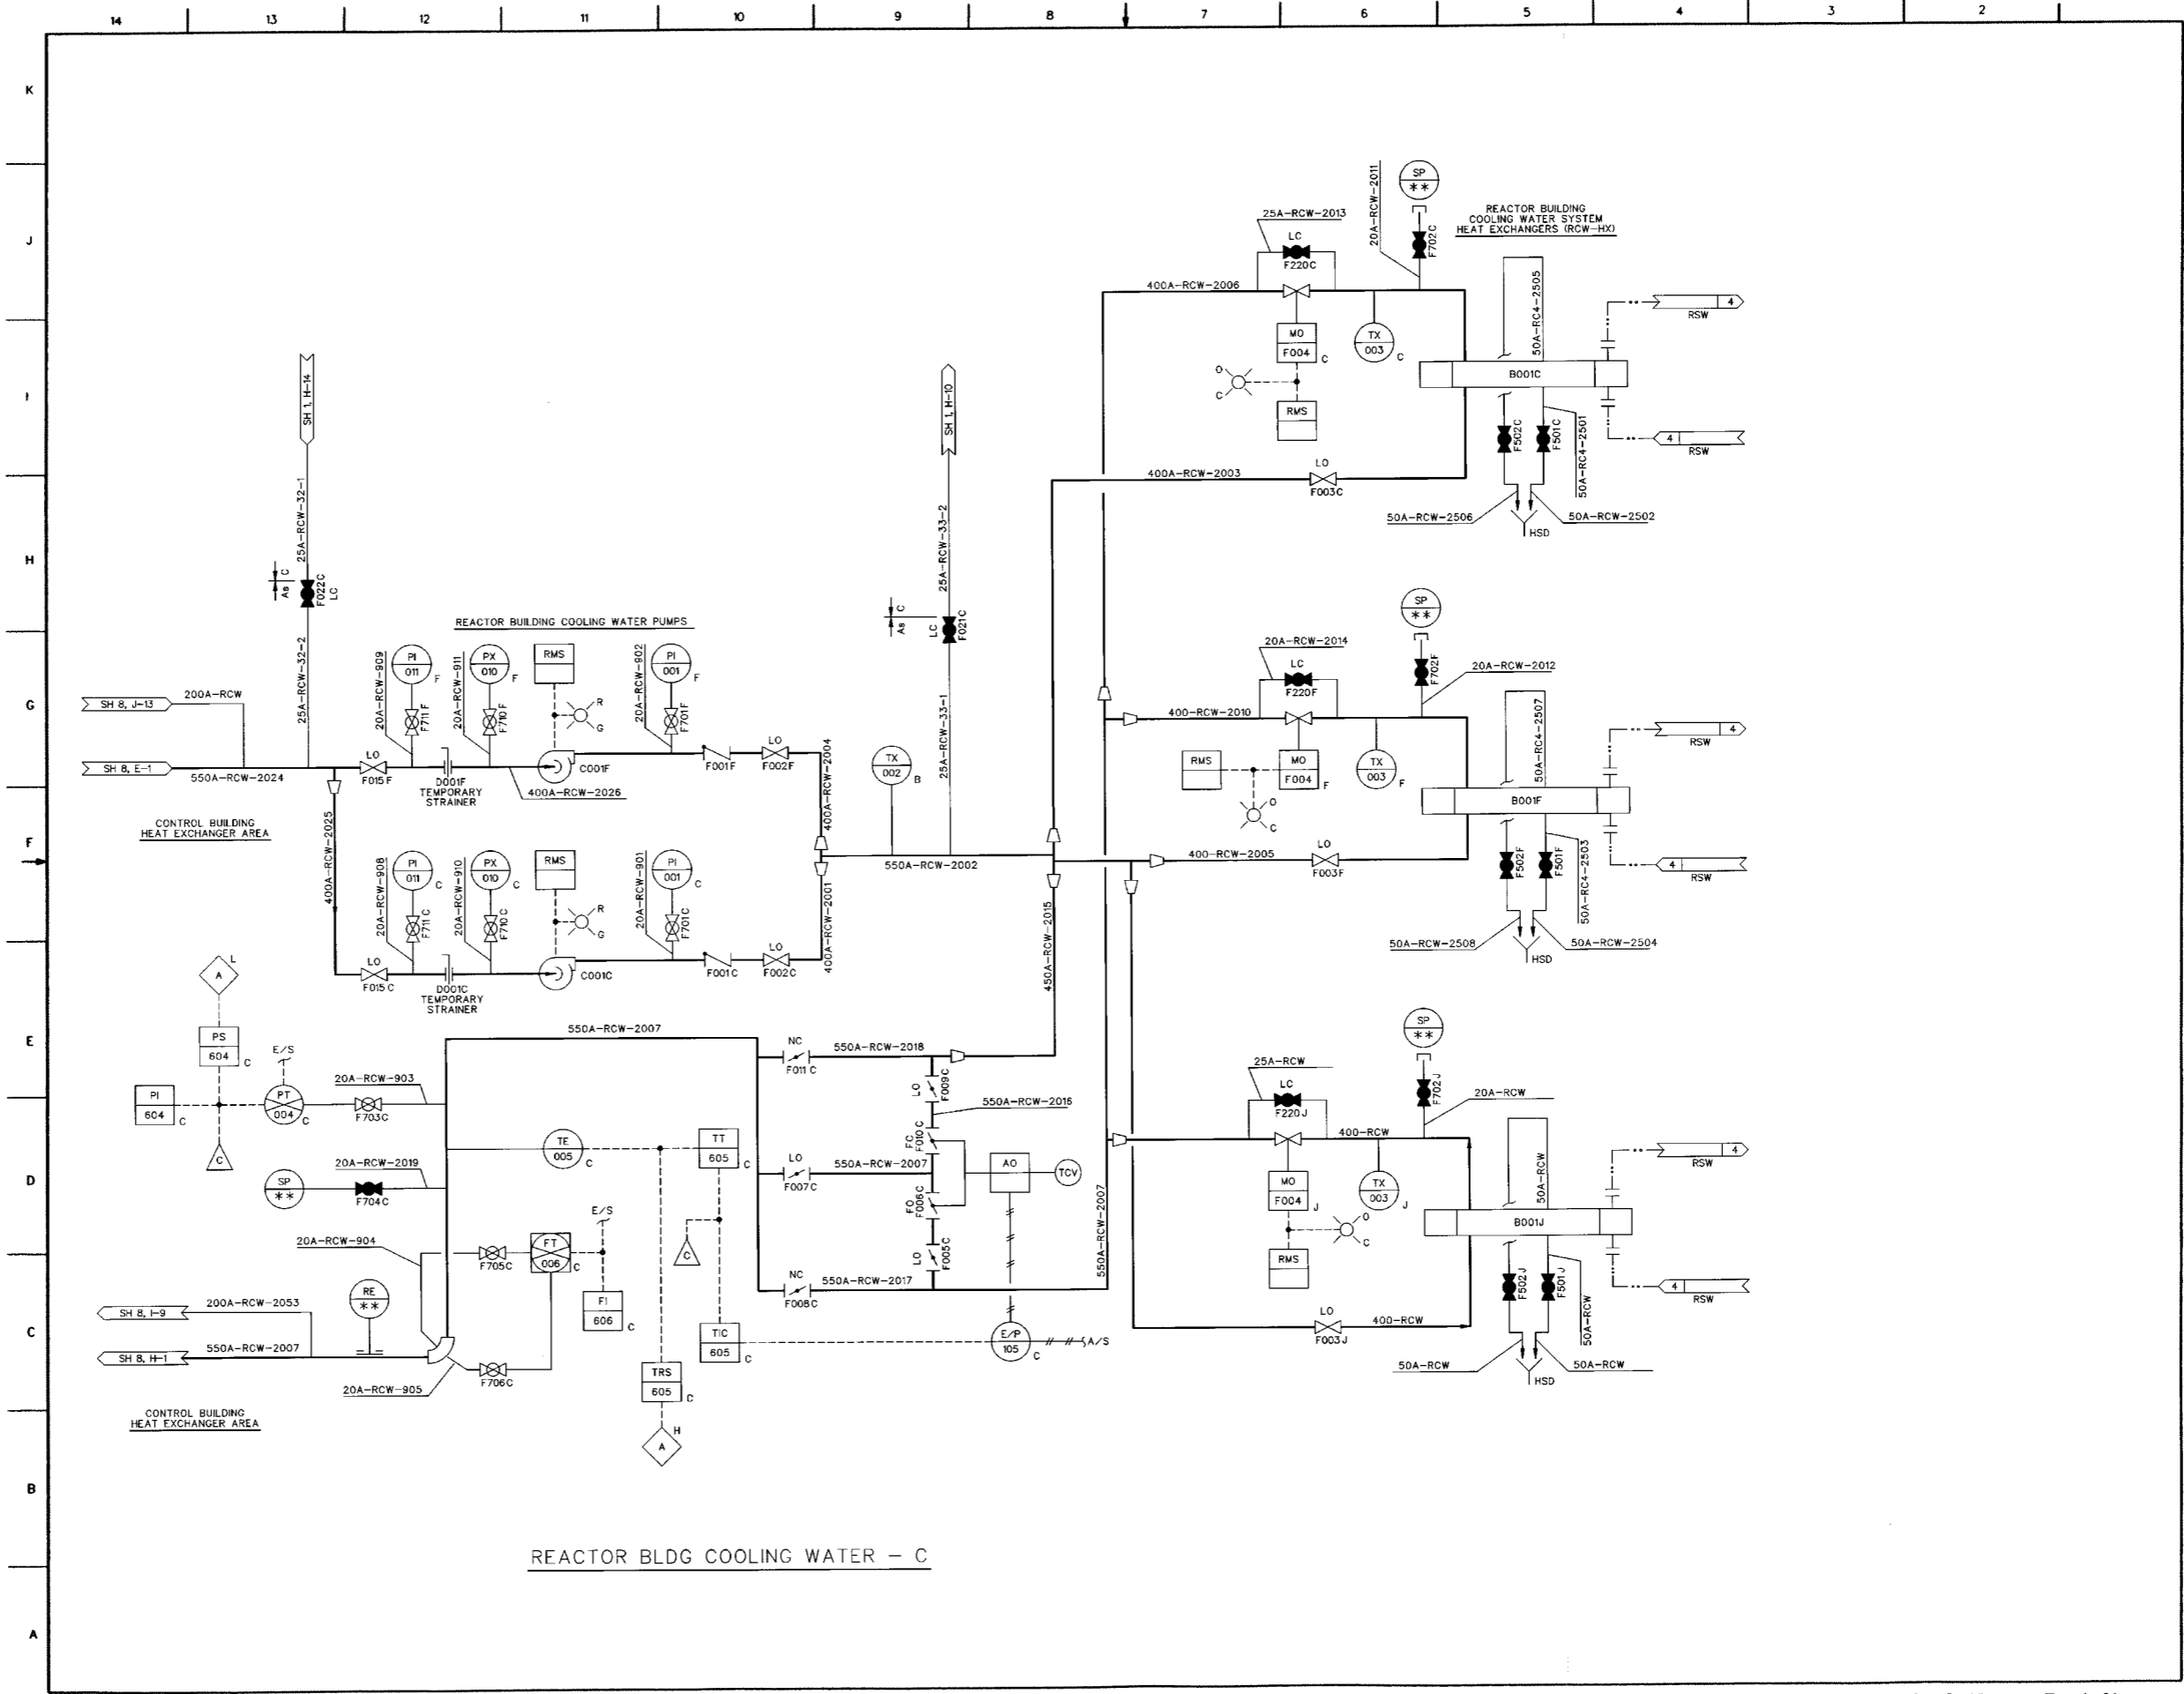 14 13 12 11 10 9 8 7 6 5 4 3 2
K
J
I
H
G
F
E
D
C
B
A
REACTOR BUILDING
COOLING WATER SYSTEM
HEAT EXCHANGERS (RCW-HX)
SP
**
20A-RCW-2011
F702C
25A-RCW-2013
LC
F220C
400A-RCW-2006
MO
F004
C
TX
003
C
O
C
RMS
50A-RC4-2505
B001C
4
RSW
4
RSW
F502C
F501C
50A-RC4-2501
400A-RCW-2003
LO
F003C
50A-RCW-2506
50A-RCW-2502
HSD
SH 1, H-14
25A-RCW-32-1
As C
F022C
LC
25A-RCW-32-2
SH 1, H-10
25A-RCW-33-2
As C
LC
F021C
25A-RCW-33-1
REACTOR BUILDING COOLING WATER PUMPS
SH 8, J-13
200A-RCW
SH 8, E-1
550A-RCW-2024
20A-RCW-909
PI
011
F
F711F
20A-RCW-911
PX
010
F
F710F
RMS
R
G
20A-RCW-902
PI
001
F
F701F
LO
F015F
D001F
TEMPORARY
STRAINER
C001F
400A-RCW-2026
F001F
LO
F002F
400A-RCW-2004
TX
002
B
CONTROL BUILDING
HEAT EXCHANGER AREA
400A-RCW-2025
20A-RCW-908
PI
011
C
F711C
20A-RCW-910
PX
010
C
F710C
RMS
R
G
20A-RCW-901
PI
001
C
F701C
LO
F015C
D001C
TEMPORARY
STRAINER
C001C
F001C
LO
F002C
400A-RCW-2001
550A-RCW-2002
450A-RCW-2015
SP
**
F702F
20A-RCW-2012
20A-RCW-2014
LC
F220F
400-RCW-2010
RMS
MO
F004
F
TX
003
F
O
C
50A-RC4-2507
B001F
4
RSW
4
RSW
400-RCW-2005
LO
F003F
F502F
F501F
50A-RC4-2503
50A-RCW-2508
50A-RCW-2504
HSD
A
L
PS
604
C
E/S
PI
604
C
PT
004
C
F703C
20A-RCW-903
C
20A-RCW-2019
SP
**
F704C
550A-RCW-2007
NC
F011C
550A-RCW-2018
LO
F009C
550A-RCW-2016
FC
F010C
TE
005
C
TT
605
C
LO
F007C
550A-RCW-2007
AO
TCV
FO
F006C
LO
F005C
C
20A-RCW-904
F705C
FT
006
C
E/S
FI
606
C
NC
F008C
550A-RCW-2017
550A-RCW-2007
RE
**
SH 8, I-9
200A-RCW-2053
SH 8, H-1
550A-RCW-2007
20A-RCW-905
F706C
TRS
605
C
TIC
605
C
E/P
105
C
A/S
A
H
CONTROL BUILDING
HEAT EXCHANGER AREA
SP
**
F702J
20A-RCW
25A-RCW
LC
F220J
400-RCW
MO
F004
J
TX
003
J
O
C
RMS
50A-RCW
B001J
4
RSW
4
RSW
F502J
F501J
50A-RCW
LO
F003J
400-RCW
50A-RCW
50A-RCW
HSD
REACTOR BLDG COOLING WATER - C